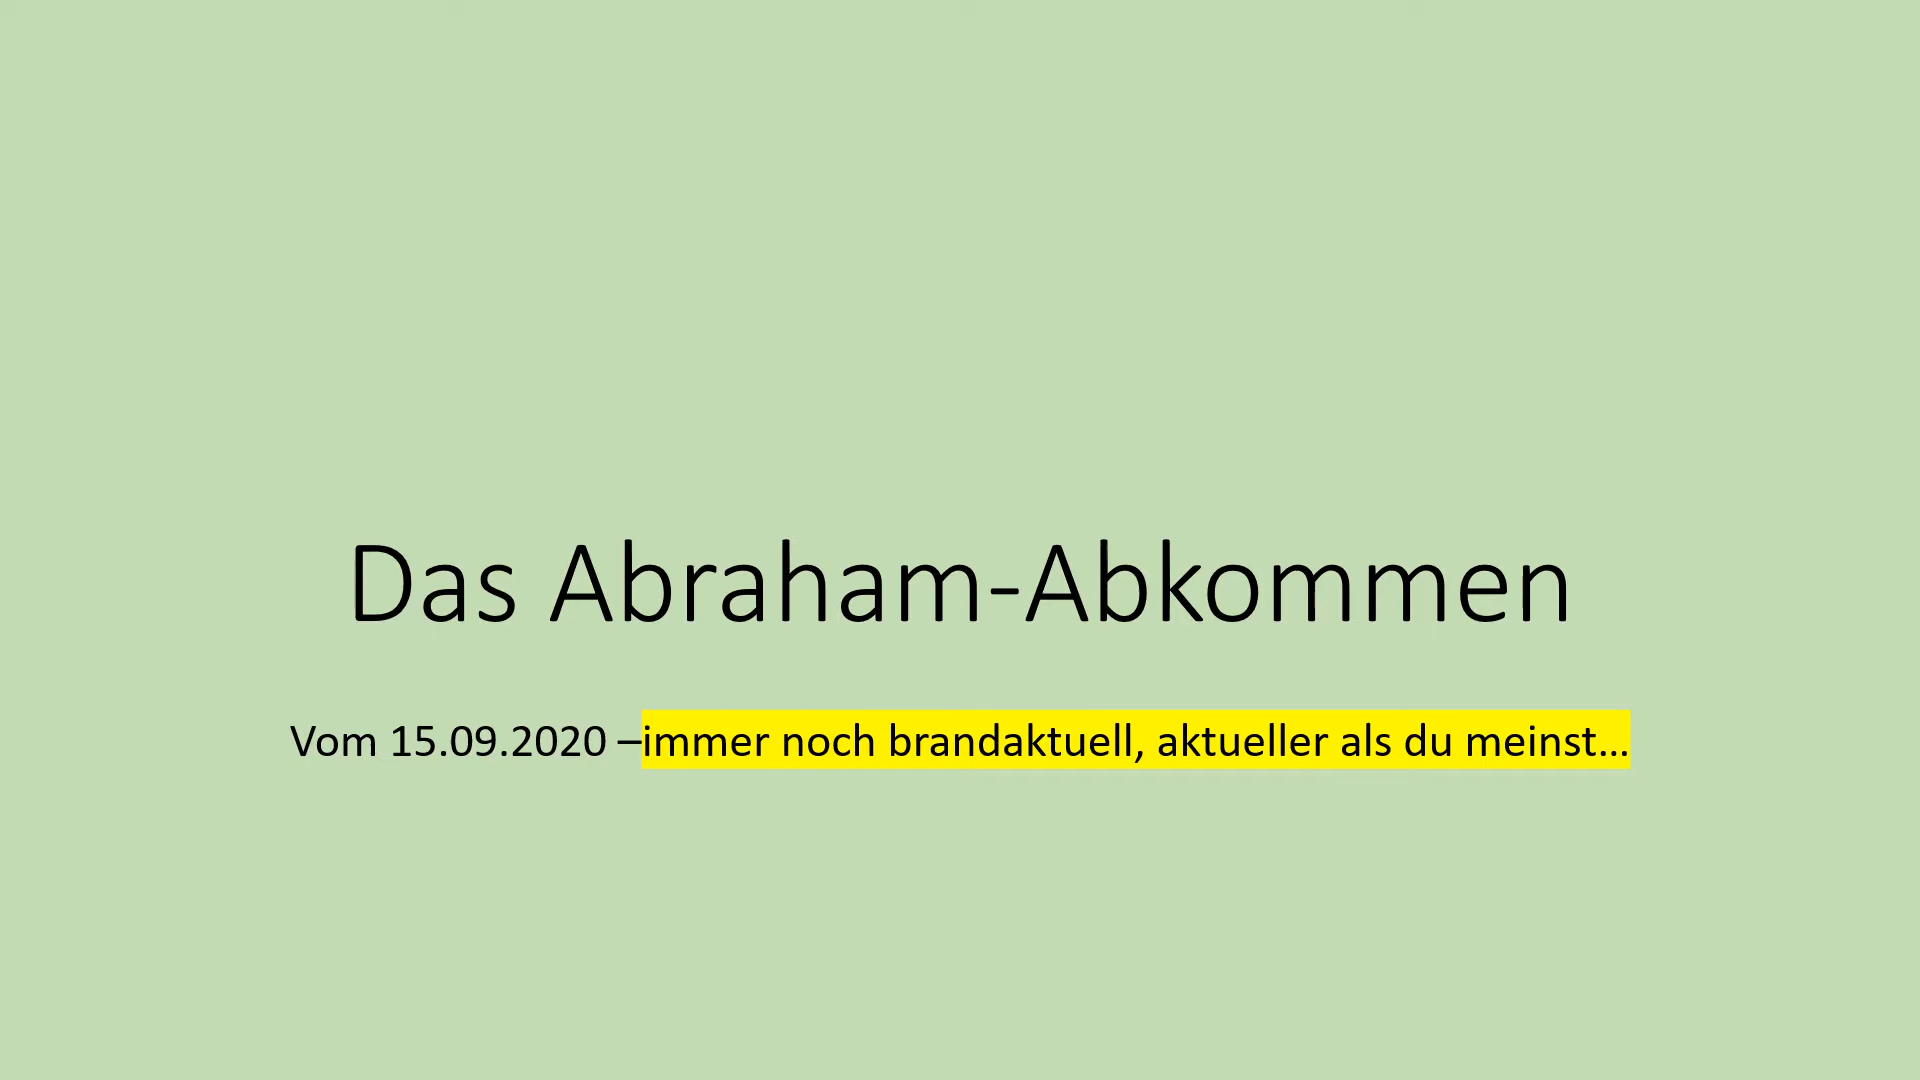 Das Abraham-Abkommen
Vom 15.09.2020 –immer noch brandaktuell, aktueller als du meinst…